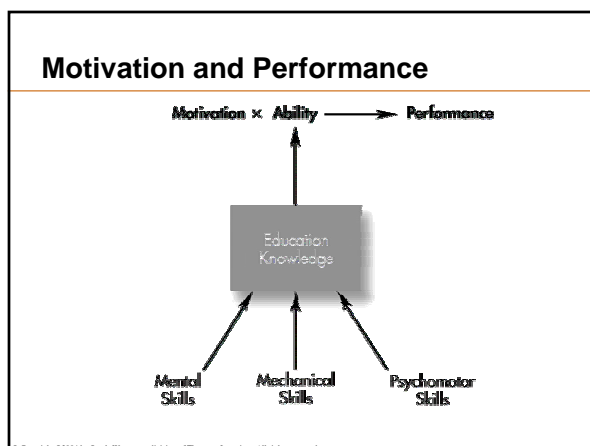 Motivation and Performance
Motivation × Ability Performance
Education
Knowledge
Mental
Skills
Mechanical
Skills
Psychomotor
Skills